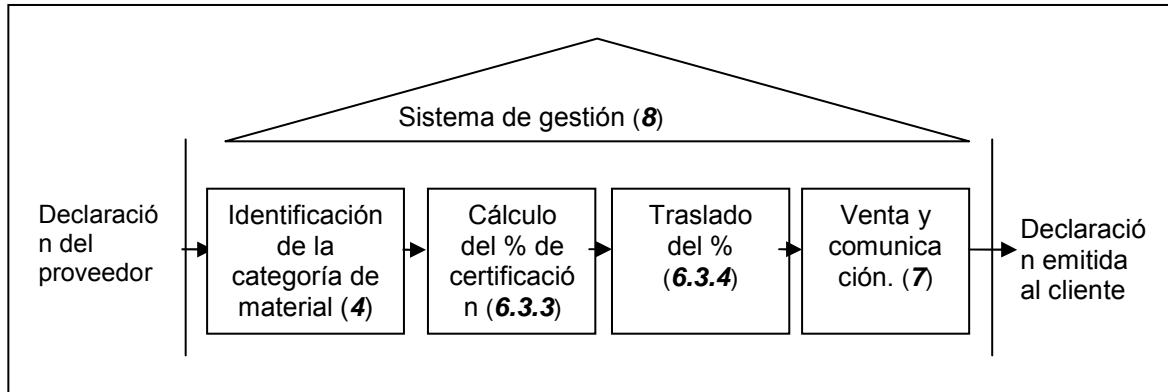 Sistema de gestión (8)
Declaració
n del
proveedor
Identificación
de la
categoría de
material (4)
Cálculo
del % de
certificació
n (6.3.3)
Traslado
del %
(6.3.4)
Venta y
comunica
ción. (7)
Declaració
n emitida
al cliente